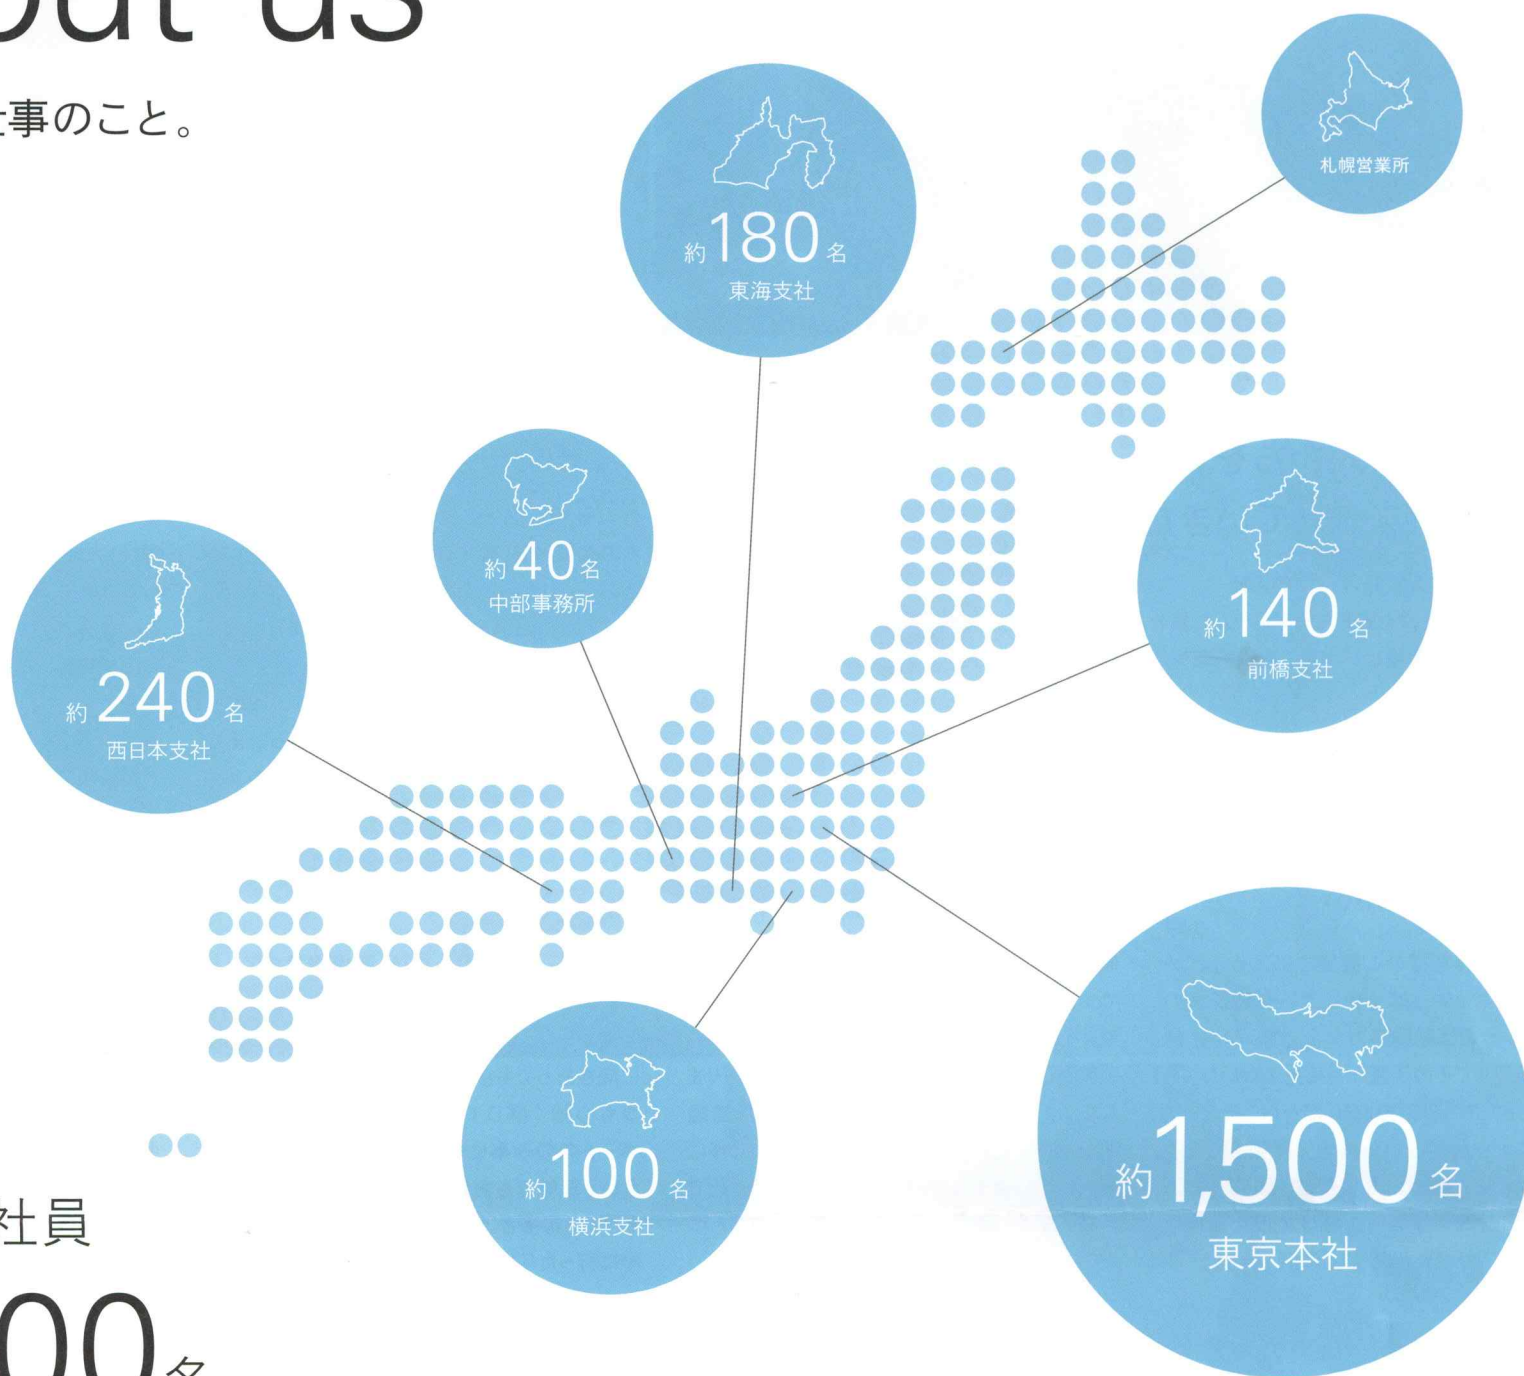 out us
事のこと。
札幌営業所
約180名
東海支社
約40名
中部事務所
約140名
前橋支社
約240名
西日本支社
約100名
横浜支社
約1,500名
東京本社
社員
00名